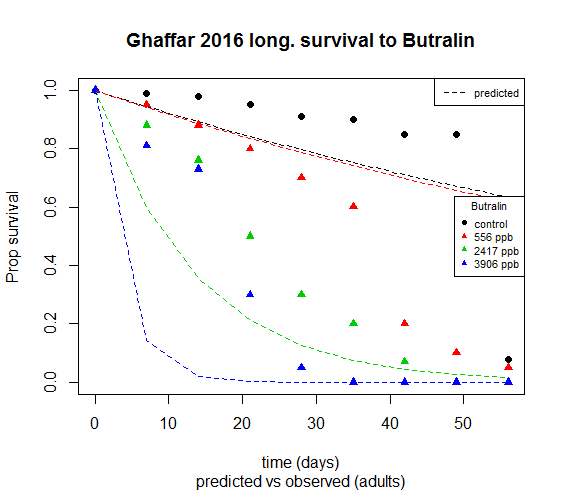 Ghaffar 2016 long. survival to Butralin
predicted
Butralin
control
556 ppb
2417 ppb
3906 ppb
Prop survival
1.0
0.8
0.6
0.4
0.2
0.0
0 10 20 30 40 50
time (days)
predicted vs observed (adults)